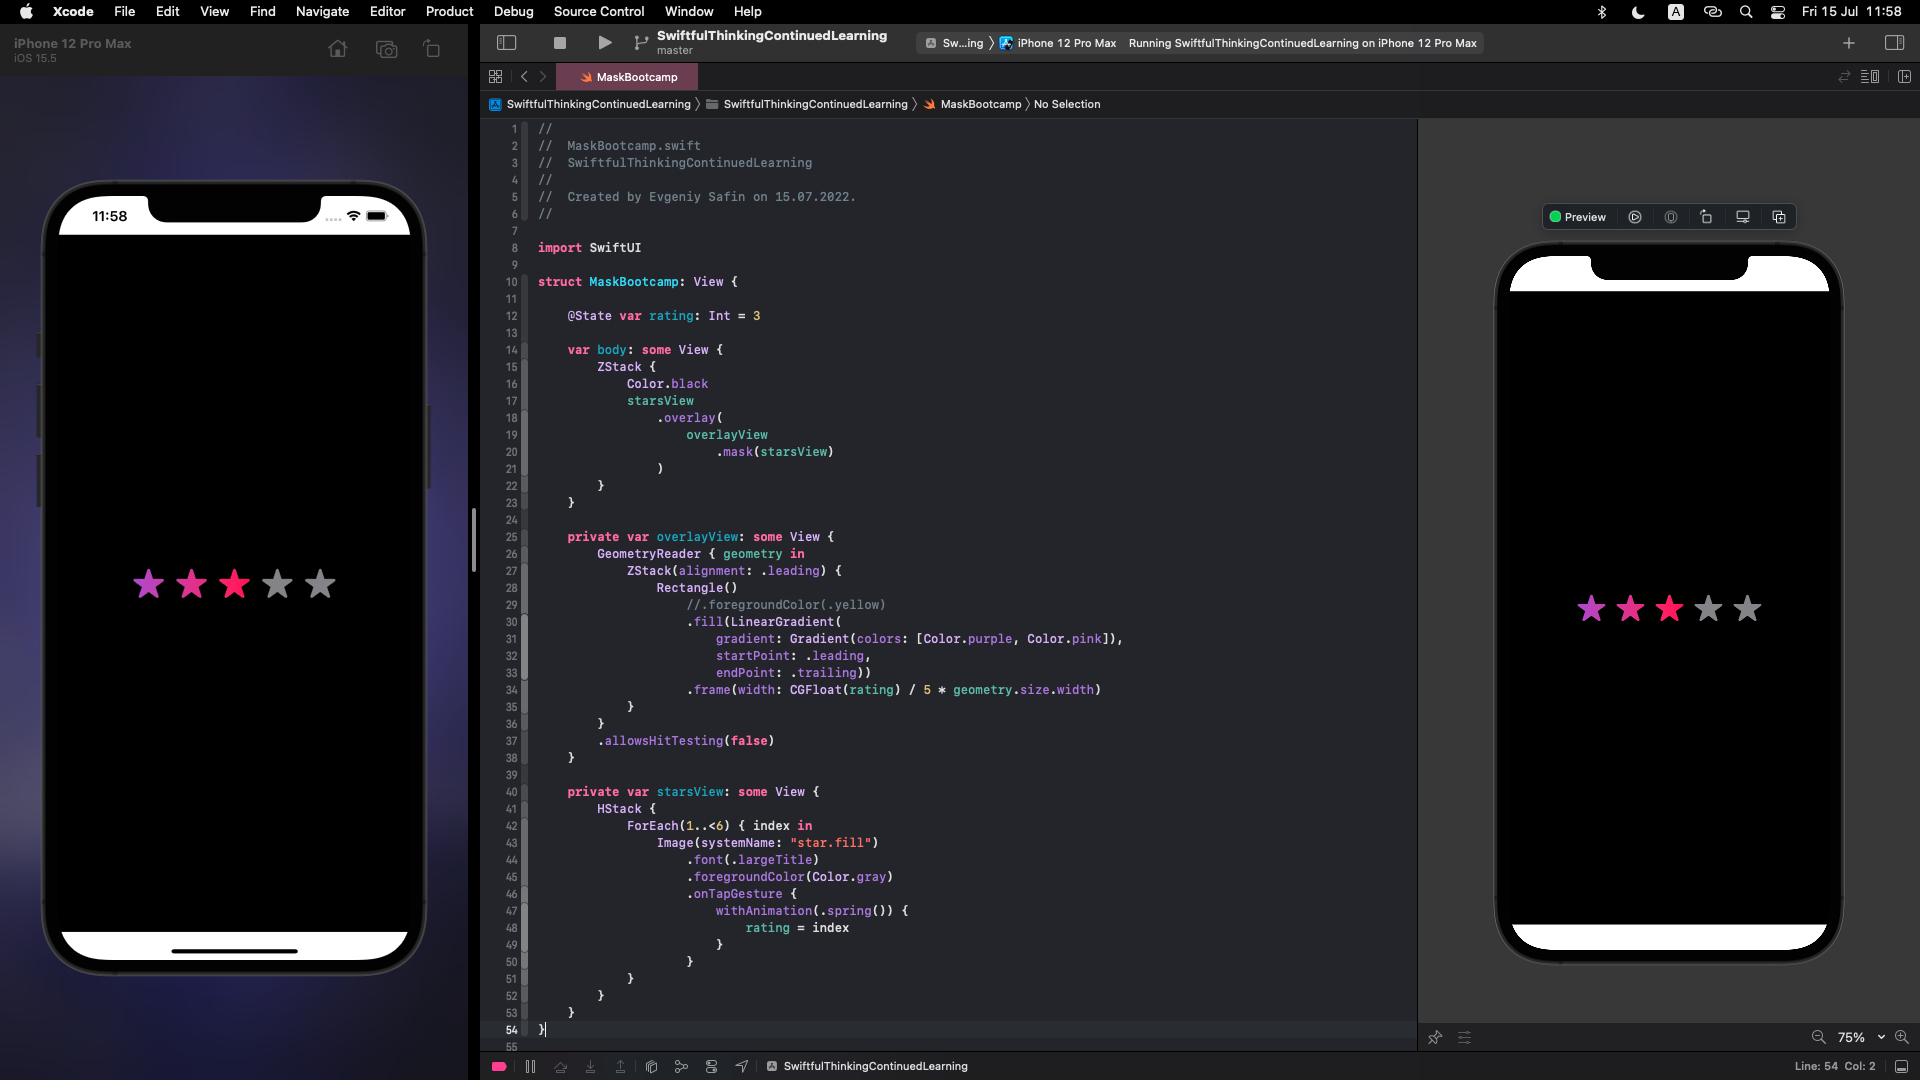 Xcode File Edit View Find Navigate Editor Product Debug Source Control Window Help
A
Fri 15 Jul 11:58
iPhone 12 Pro Max
iOS 15.5
SwiftfulThinkingContinuedLearning
master
Sw...ing
iPhone 12 Pro Max
Running SwiftfulThinkingContinuedLearning on iPhone 12 Pro Max
MaskBootcamp
SwiftfulThinkingContinuedLearning
SwiftfulThinkingContinuedLearning
MaskBootcamp
No Selection
11:58
1 //
2 //  MaskBootcamp.swift
3 //  SwiftfulThinkingContinuedLearning
4 //
5 //  Created by Evgeniy Safin on 15.07.2022.
6 //
7
8 import SwiftUI
9
10 struct MaskBootcamp: View {
11
12     @State var rating: Int = 3
13
14     var body: some View {
15         ZStack {
16             Color.black
17             starsView
18                 .overlay(
19                     overlayView
20                         .mask(starsView)
21                 )
22         }
23     }
24
25     private var overlayView: some View {
26         GeometryReader { geometry in
27             ZStack(alignment: .leading) {
28                 Rectangle()
29                     //.foregroundColor(.yellow)
30                     .fill(LinearGradient(
31                         gradient: Gradient(colors: [Color.purple, Color.pink]),
32                         startPoint: .leading,
33                         endPoint: .trailing))
34                     .frame(width: CGFloat(rating) / 5 * geometry.size.width)
35             }
36         }
37         .allowsHitTesting(false)
38     }
39
40     private var starsView: some View {
41         HStack {
42             ForEach(1..<6) { index in
43                 Image(systemName: "star.fill")
44                     .font(.largeTitle)
45                     .foregroundColor(Color.gray)
46                     .onTapGesture {
47                         withAnimation(.spring()) {
48                             rating = index
49                         }
50                     }
51             }
52         }
53     }
54 }
55
Preview
75%
SwiftfulThinkingContinuedLearning
Line: 54 Col: 2